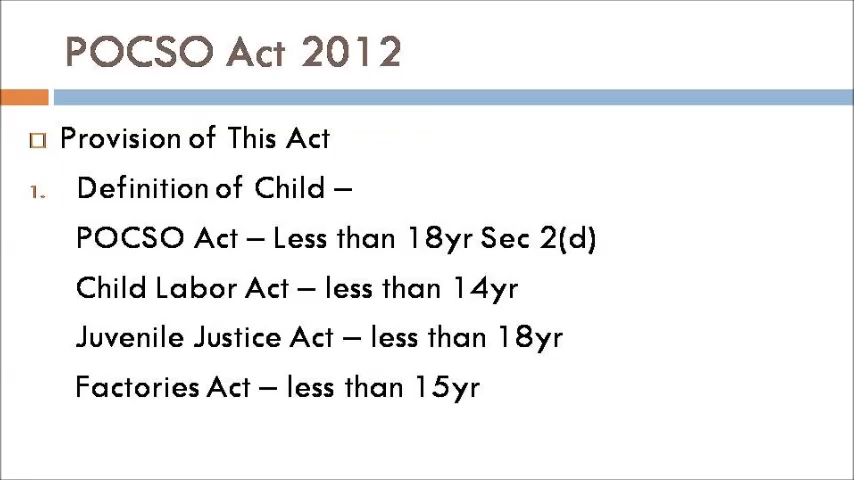 POCSO Act 2012
Provision of This Act
1. Definition of Child –
POCSO Act – Less than 18yr Sec 2(d)
Child Labor Act – less than 14yr
Juvenile Justice Act – less than 18yr
Factories Act – less than 15yr